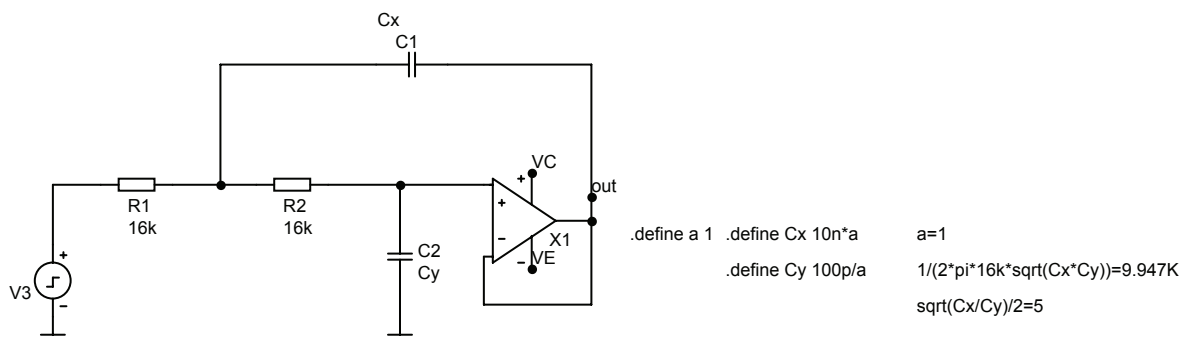 Cx
C1
VC
out
R1
16k
R2
16k
X1
VE
C2
Cy
V3
.define a 1 .define Cx 10n*a a=1
.define Cy 100p/a 1/(2*pi*16k*sqrt(Cx*Cy))=9.947K
sqrt(Cx/Cy)/2=5